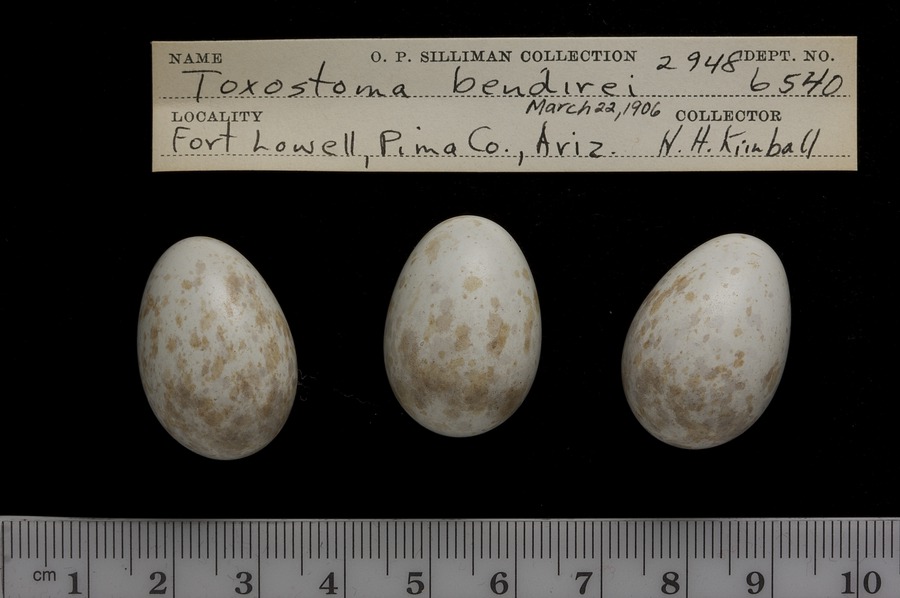 NAME O. P. SILLIMAN COLLECTION 2948 DEPT. NO.
Toxostoma bendirei 6540
LOCALITY March 22, 1906 COLLECTOR
Fort Lowell, Pima Co., Ariz. N. H. Kimball
cm 1 2 3 4 5 6 7 8 9 10